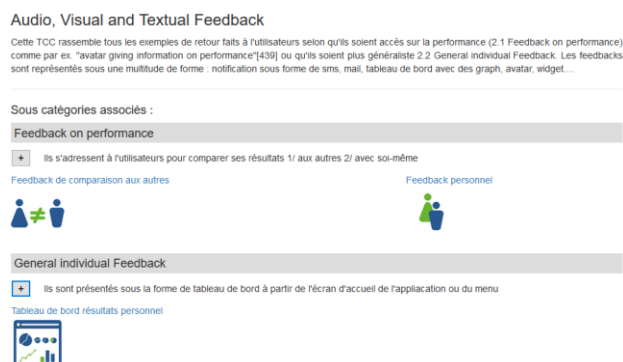 Audio, Visual and Textual Feedback
Cette TCC rassemble tous les exemples de retour faits à l'utilisateurs selon qu'ils soient accès sur la performance (2.1 Feedback on performance)
comme par ex. "avatar giving information on performance"[439] ou qu'ils soient plus généraliste 2.2 General individual Feedback. Les feedbacks
sont représentés sous une multitude de forme : notification sous forme de sms, mail, tableau de bord avec des graph, avatar, widget....
Sous catégories associés :
Feedback on performance
+ Ils s'adressent à l'utilisateurs pour comparer ses résultats 1/ aux autres 2/ avec soi-même
Feedback de comparaison aux autres Feedback personnel
≠
General individual Feedback
+ Ils sont présentés sous la forme de tableau de bord à partir de l'écran d'accueil de l'appliacation ou du menu
Tableau de bord résultats personnel